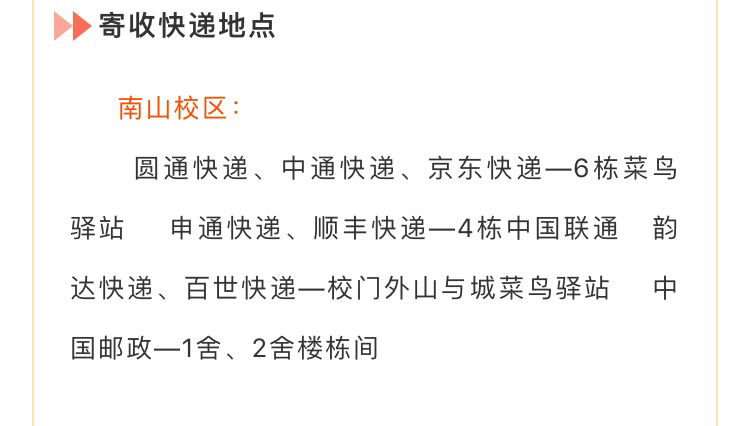 寄收快递地点
南山校区：
圆通快递、中通快递、京东快递—6栋菜鸟
驿站 申通快递、顺丰快递—4栋中国联通 韵
达快递、百世快递—校门外山与城菜鸟驿站 中
国邮政—1舍、2舍楼栋间